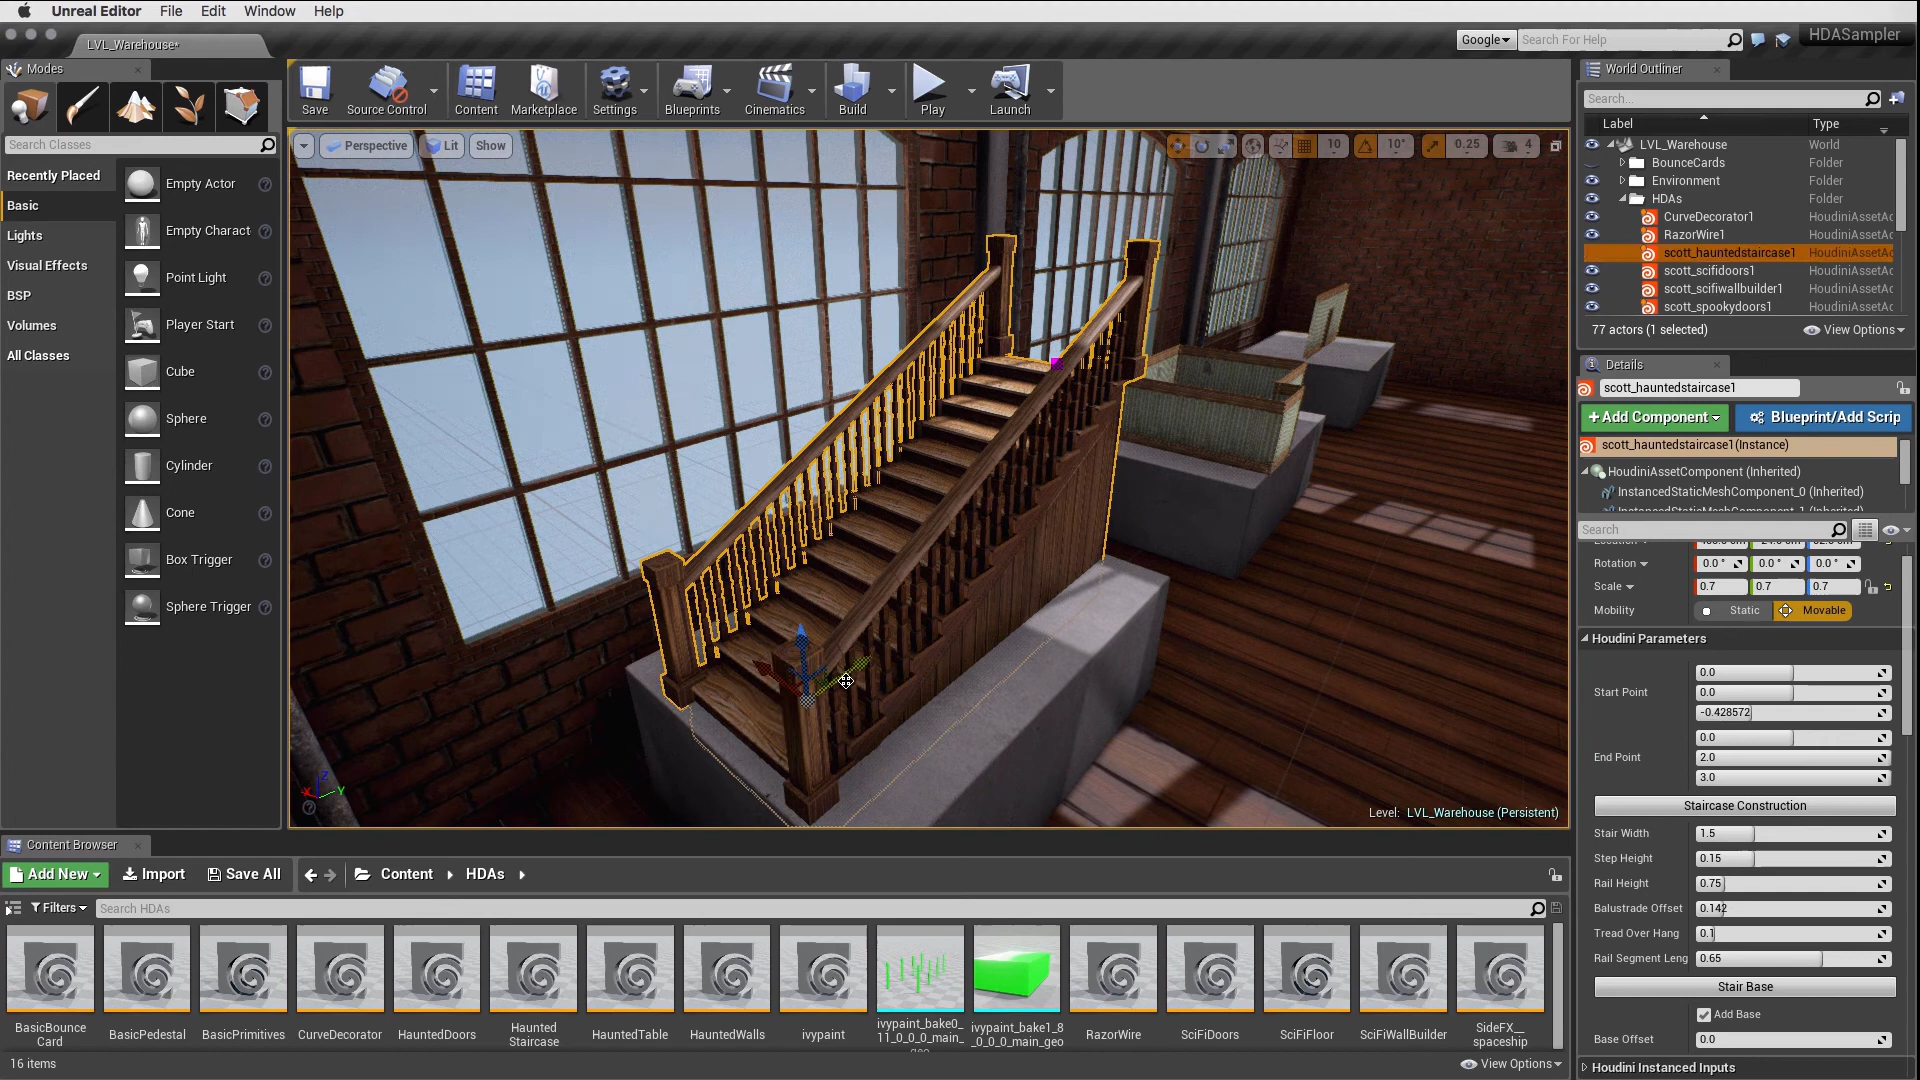 Unreal Editor File Edit Window Help
LVL_Warehouse*
Google Search For Help HDASampler
Modes
World Outliner
Save Source Control Content Marketplace Settings Blueprints Cinematics Build Play Launch
Search...
Label Type
Search Classes
Perspective Lit Show 10 10° 0.25 4
LVL_Warehouse World
BounceCards Folder
Environment Folder
HDAs Folder
CurveDecorator1 HoudiniAssetAc
RazorWire1 HoudiniAssetAc
scott_hauntedstaircase1 HoudiniAssetAc
scott_scifidoors1 HoudiniAssetAc
scott_scifiwallbuilder1 HoudiniAssetAc
scott_spookydoors1 HoudiniAssetAc
77 actors (1 selected) View Options
Recently Placed
Basic
Lights
Visual Effects
BSP
Volumes
All Classes
Empty Actor
Empty Charact
Point Light
Player Start
Cube
Sphere
Cylinder
Cone
Box Trigger
Sphere Trigger
Details
scott_hauntedstaircase1
+Add Component Blueprint/Add Scrip
scott_hauntedstaircase1(Instance)
HoudiniAssetComponent (Inherited)
InstancedStaticMeshComponent_0 (Inherited)
Search
Rotation 0.0 ° 0.0 ° 0.0 °
Scale 0.7 0.7 0.7
Mobility Static Movable
Houdini Parameters
0.0
Start Point 0.0
-0.428572
0.0
End Point 2.0
3.0
Staircase Construction
Stair Width 1.5
Step Height 0.15
Rail Height 0.75
Balustrade Offset 0.142
Tread Over Hang 0.1
Rail Segment Leng 0.65
Stair Base
Add Base
Base Offset 0.0
Houdini Instanced Inputs
X Y Z
Level: LVL_Warehouse (Persistent)
Content Browser
Add New Import Save All Content HDAs
Filters Search HDAs
BasicBounce
Card
BasicPedestal
BasicPrimitives
CurveDecorator
HauntedDoors
Haunted
Staircase
HauntedTable
HauntedWalls
ivypaint
ivypaint_bake0_
11_0_0_0_main_
ivypaint_bake1_8
_0_0_0_main_geo
RazorWire
SciFiDoors
SciFiFloor
SciFiWallBuilder
SideFX__
spaceship
16 items View Options